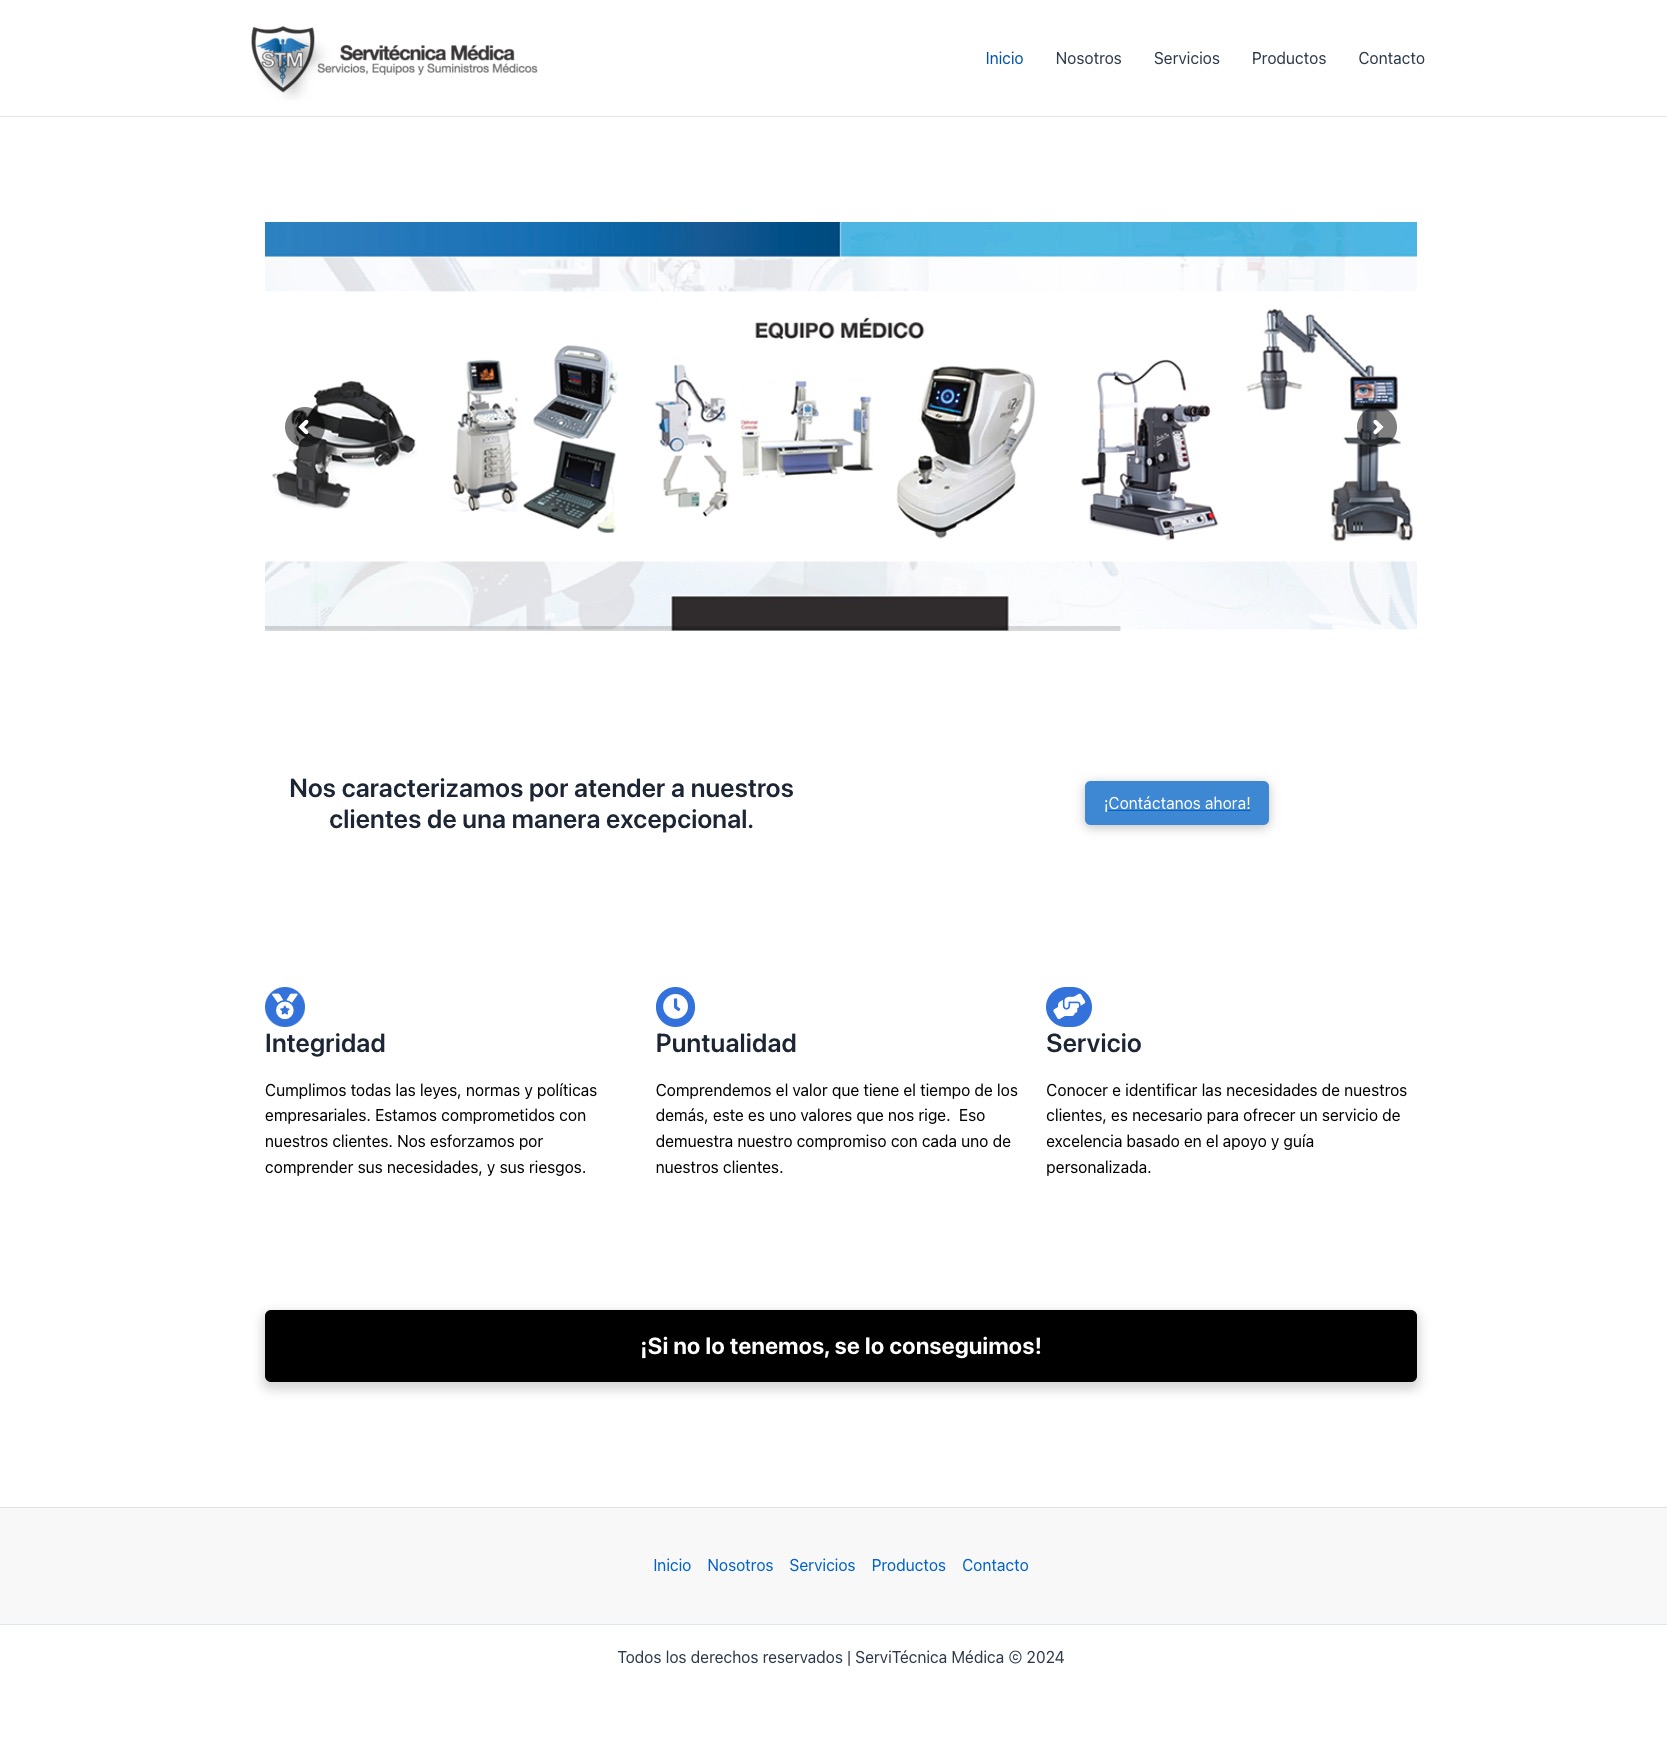 STM
Servitécnica Médica
Servicios, Equipos y Suministros Médicos
Inicio Nosotros Servicios Productos Contacto
EQUIPO MÉDICO
Nos caracterizamos por atender a nuestros
clientes de una manera excepcional.
¡Contáctanos ahora!
Integridad
Cumplimos todas las leyes, normas y políticas
empresariales. Estamos comprometidos con
nuestros clientes. Nos esforzamos por
comprender sus necesidades, y sus riesgos.
Puntualidad
Comprendemos el valor que tiene el tiempo de los
demás, este es uno valores que nos rige.  Eso
demuestra nuestro compromiso con cada uno de
nuestros clientes.
Servicio
Conocer e identificar las necesidades de nuestros
clientes, es necesario para ofrecer un servicio de
excelencia basado en el apoyo y guía
personalizada.
¡Si no lo tenemos, se lo conseguimos!
Inicio Nosotros Servicios Productos Contacto
Todos los derechos reservados | ServiTécnica Médica © 2024